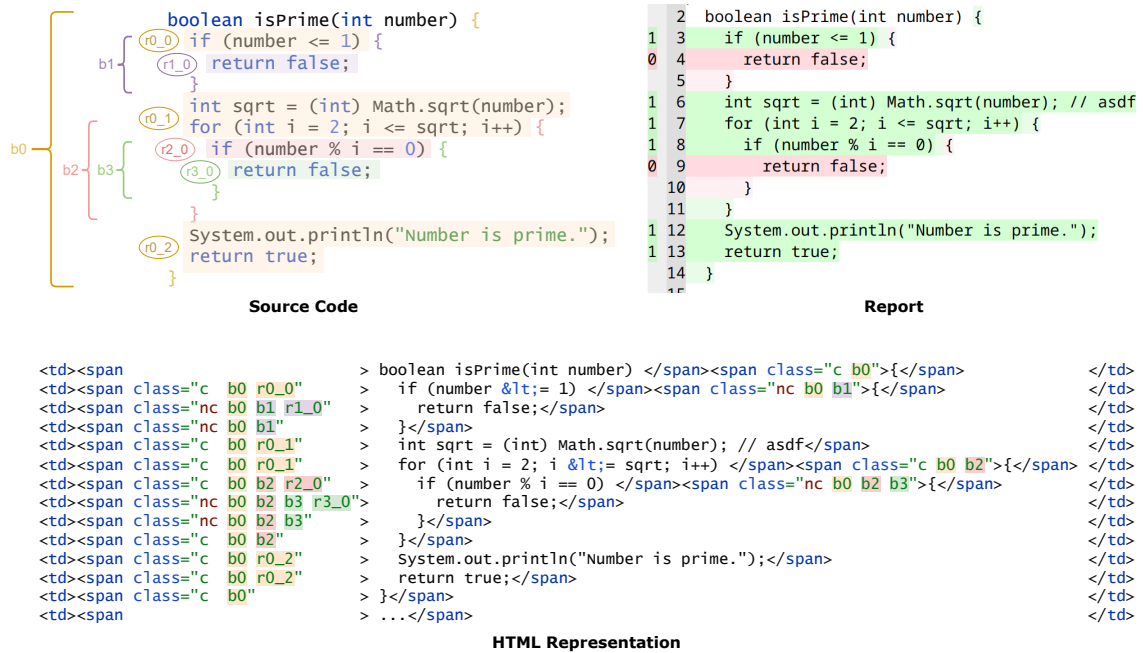 boolean isPrime(int number) {
r0_0 if (number <= 1) {
b1 r1_0 return false;
}
int sqrt = (int) Math.sqrt(number);
r0_1
for (int i = 2; i <= sqrt; i++) {
b0 b2 b3 r2_0 if (number % i == 0) {
r3_0 return false;
}
}
System.out.println("Number is prime.");
r0_2
return true;
}
Source Code
2 boolean isPrime(int number) {
1 3 if (number <= 1) {
0 4 return false;
5 }
1 6 int sqrt = (int) Math.sqrt(number); // asdf
1 7 for (int i = 2; i <= sqrt; i++) {
1 8 if (number % i == 0) {
0 9 return false;
10 }
11 }
1 12 System.out.println("Number is prime.");
1 13 return true;
14 }
Report
<td><span > boolean isPrime(int number) </span><span class="c b0">{</span> </td>
<td><span class="c b0 r0_0" > if (number &lt;= 1) </span><span class="nc b0 b1">{</span> </td>
<td><span class="nc b0 b1 r1_0" > return false;</span> </td>
<td><span class="nc b0 b1" > }</span> </td>
<td><span class="c b0 r0_1" > int sqrt = (int) Math.sqrt(number); // asdf</span> </td>
<td><span class="c b0 r0_1" > for (int i = 2; i &lt;= sqrt; i++) </span><span class="c b0 b2">{</span> </td>
<td><span class="c b0 b2 r2_0" > if (number % i == 0) </span><span class="nc b0 b2 b3">{</span> </td>
<td><span class="nc b0 b2 b3 r3_0"> return false;</span> </td>
<td><span class="nc b0 b2 b3" > }</span> </td>
<td><span class="c b0 b2" > }</span> </td>
<td><span class="c b0 r0_2" > System.out.println("Number is prime.");</span> </td>
<td><span class="c b0 r0_2" > return true;</span> </td>
<td><span class="c b0" > }</span> </td>
<td><span > ...</span> </td>
HTML Representation